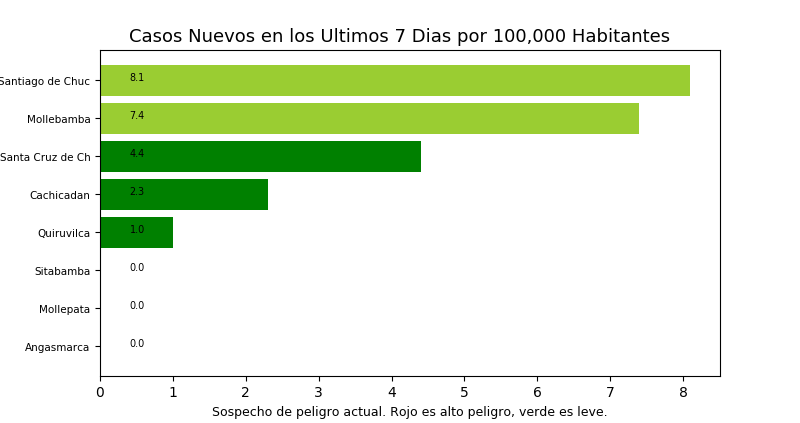 Casos Nuevos en los Ultimos 7 Dias por 100,000 Habitantes
Santiago de Chuc 8.1
Mollebamba 7.4
Santa Cruz de Ch 4.4
Cachicadan 2.3
Quiruvilca 1.0
Sitabamba 0.0
Mollepata 0.0
Angasmarca 0.0
0 1 2 3 4 5 6 7 8
Sospecho de peligro actual. Rojo es alto peligro, verde es leve.